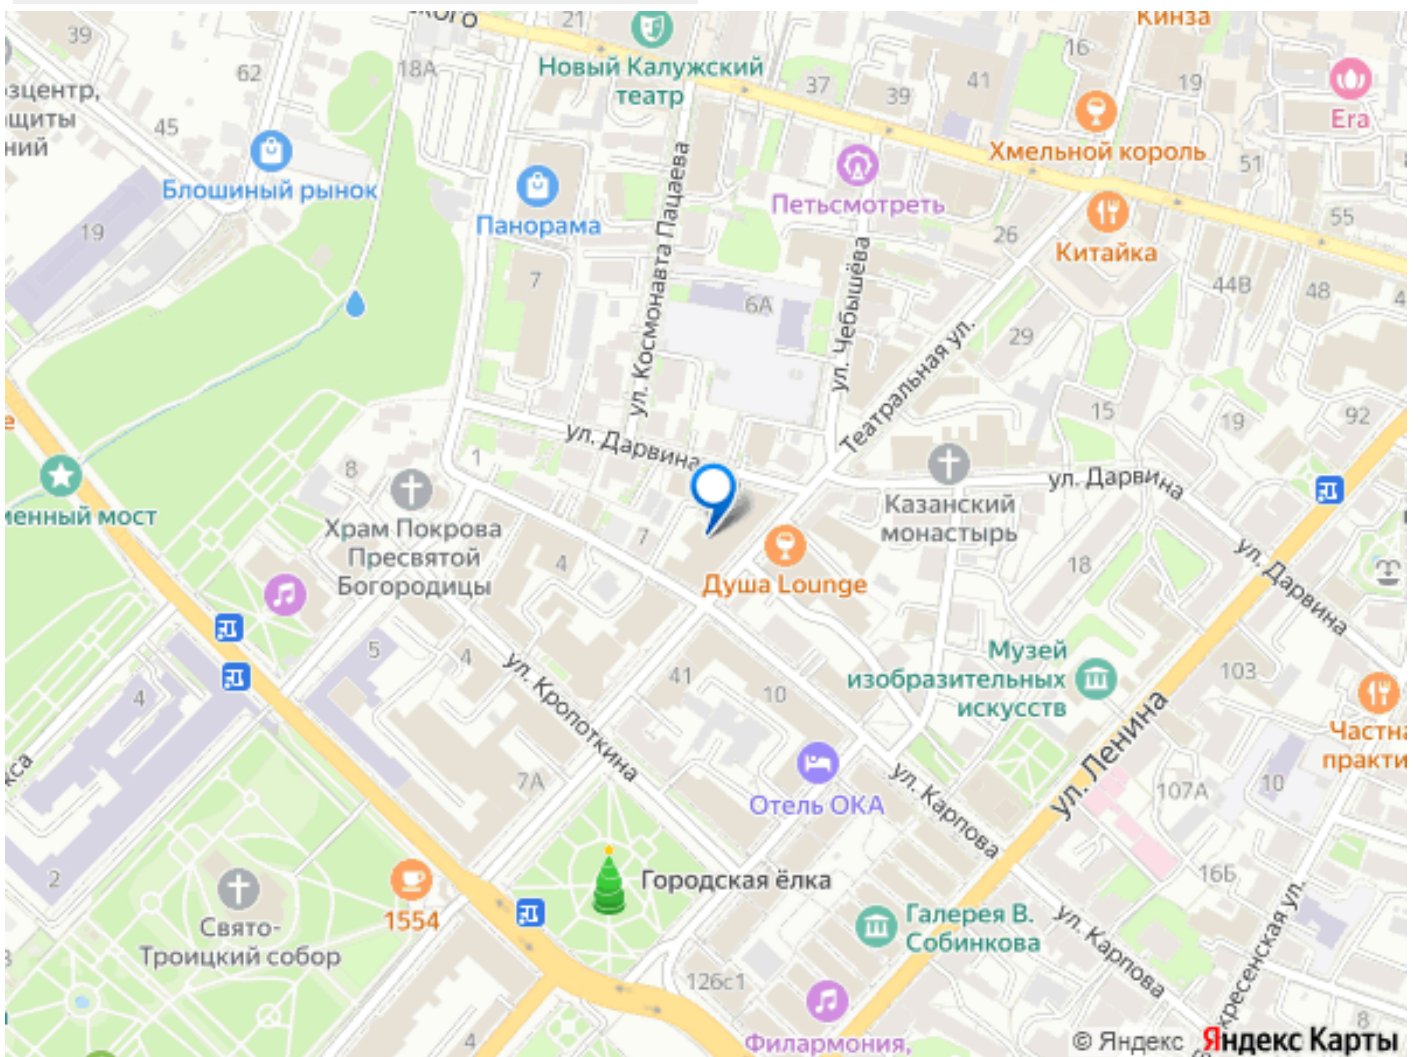 39
62
18А
21
Новый Калужский
театр
37
39
41
16
Кинза
19
Era
Хмельной король
51
45
Блошиный рынок
Панорама
ул. Космонавта Пацаева
Петьсмотреть
26
Китайка
55
19
7
6А
ул. Чебышёва
Театральная ул.
29
44В
48
15
19
92
ул. Дарвина
1
8
Храм Покрова
Пресвятой
Богородицы
7
4
Душа Lounge
Казанский
монастырь
ул. Дарвина
18
ул. Дарвина
5
4
4
ул. Кропоткина
41
10
Музей
изобразительных
искусств
103
ул. Ленина
7А
Отель ОКА
ул. Карпова
107А
10
2
Свято-
Троицкий собор
1554
Городская ёлка
Галерея В.
Собинкова
16Б
ул. Карпова
126с1
4
Филармония,
8
© Яндекс
Яндекс Карты